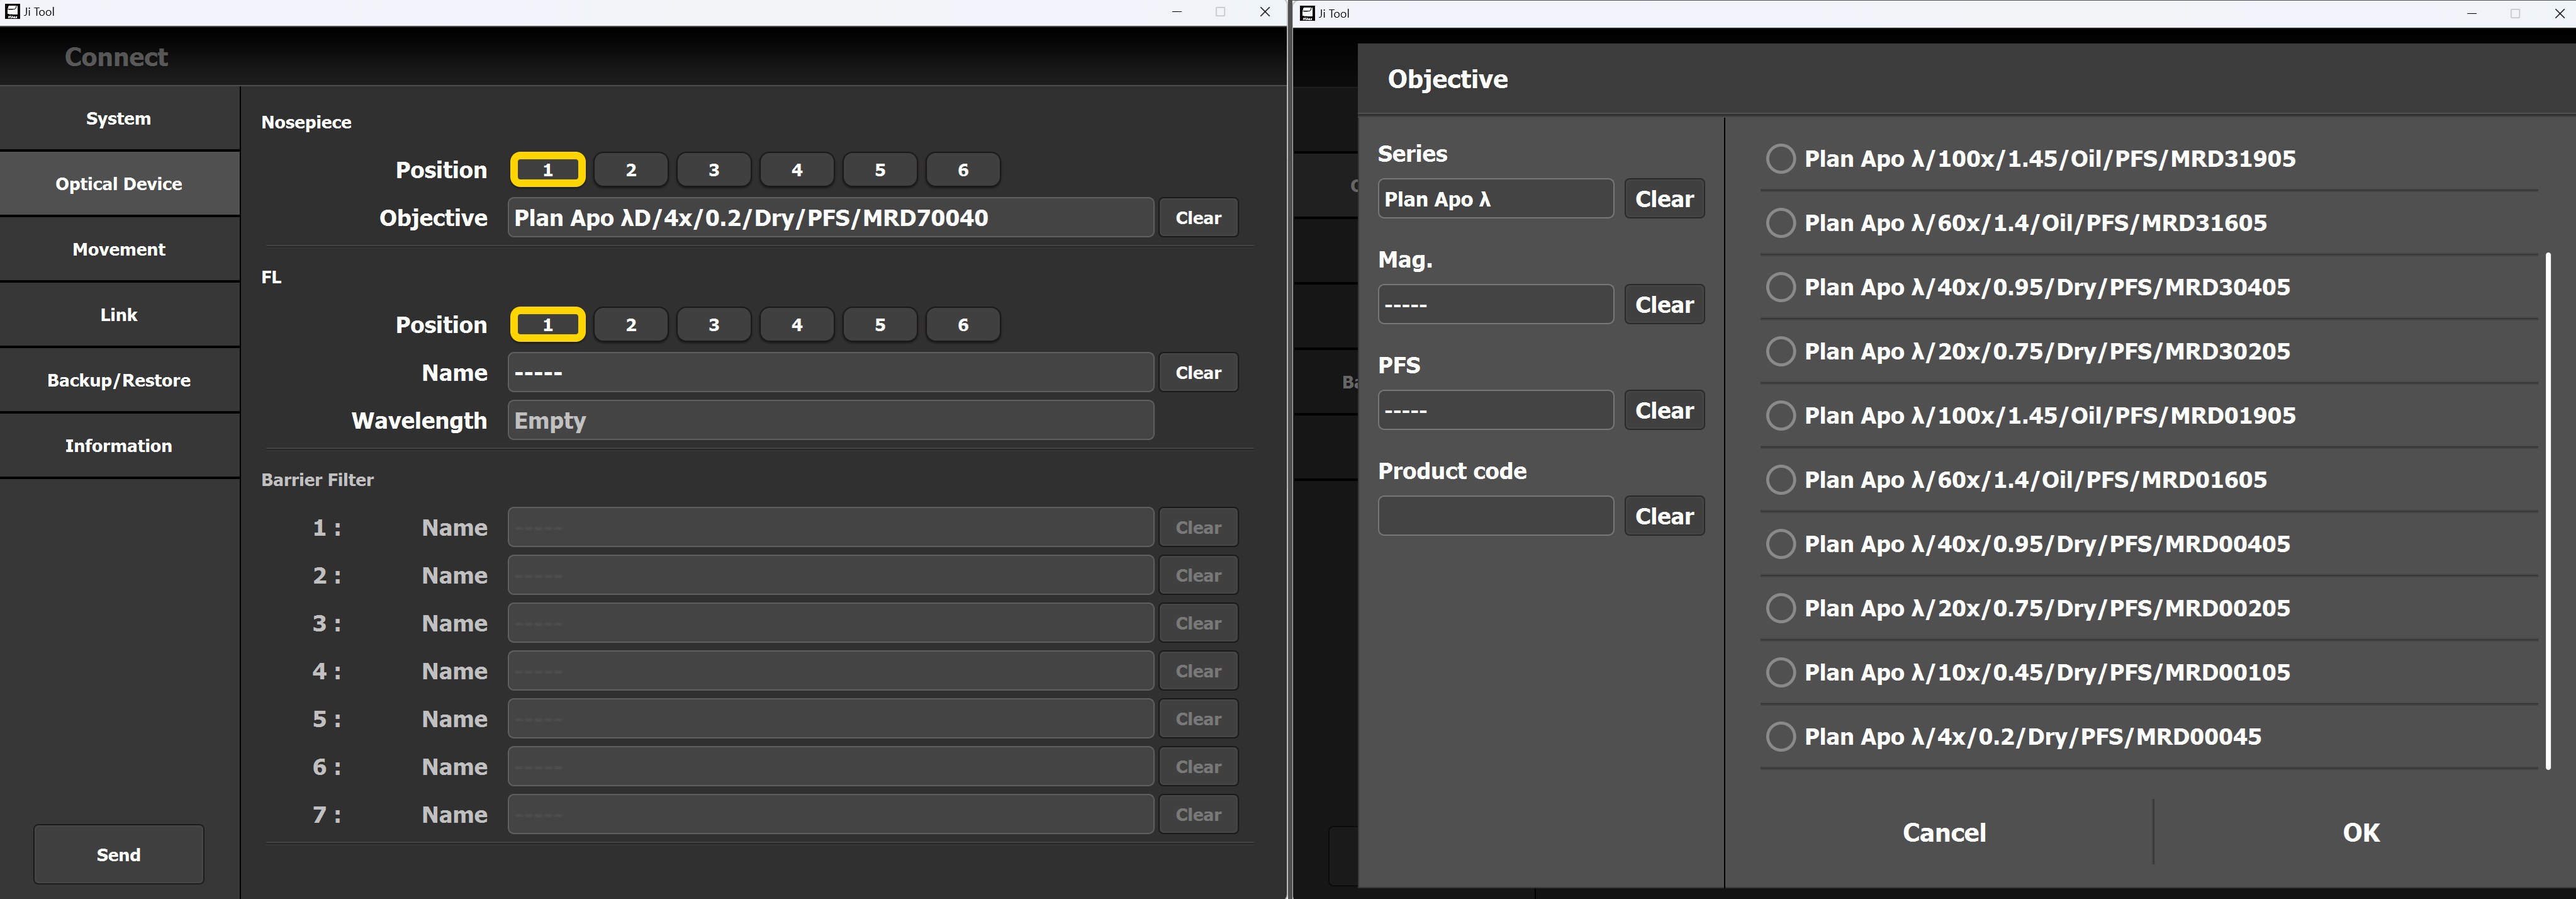 Ji Tool
Connect
System
Optical Device
Movement
Link
Backup/Restore
Information
Send
Nosepiece
Position 1 2 3 4 5 6
Objective Plan Apo λD/4x/0.2/Dry/PFS/MRD70040 Clear
FL
Position 1 2 3 4 5 6
Name ----- Clear
Wavelength Empty
Barrier Filter
1 : Name ----- Clear
2 : Name ----- Clear
3 : Name ----- Clear
4 : Name ----- Clear
5 : Name ----- Clear
6 : Name ----- Clear
7 : Name ----- Clear
Ji Tool
Objective
Series
Plan Apo λ Clear
Mag.
----- Clear
PFS
----- Clear
Product code
Clear
Plan Apo λ/100x/1.45/Oil/PFS/MRD31905
Plan Apo λ/60x/1.4/Oil/PFS/MRD31605
Plan Apo λ/40x/0.95/Dry/PFS/MRD30405
Plan Apo λ/20x/0.75/Dry/PFS/MRD30205
Plan Apo λ/100x/1.45/Oil/PFS/MRD01905
Plan Apo λ/60x/1.4/Oil/PFS/MRD01605
Plan Apo λ/40x/0.95/Dry/PFS/MRD00405
Plan Apo λ/20x/0.75/Dry/PFS/MRD00205
Plan Apo λ/10x/0.45/Dry/PFS/MRD00105
Plan Apo λ/4x/0.2/Dry/PFS/MRD00045
Cancel
OK